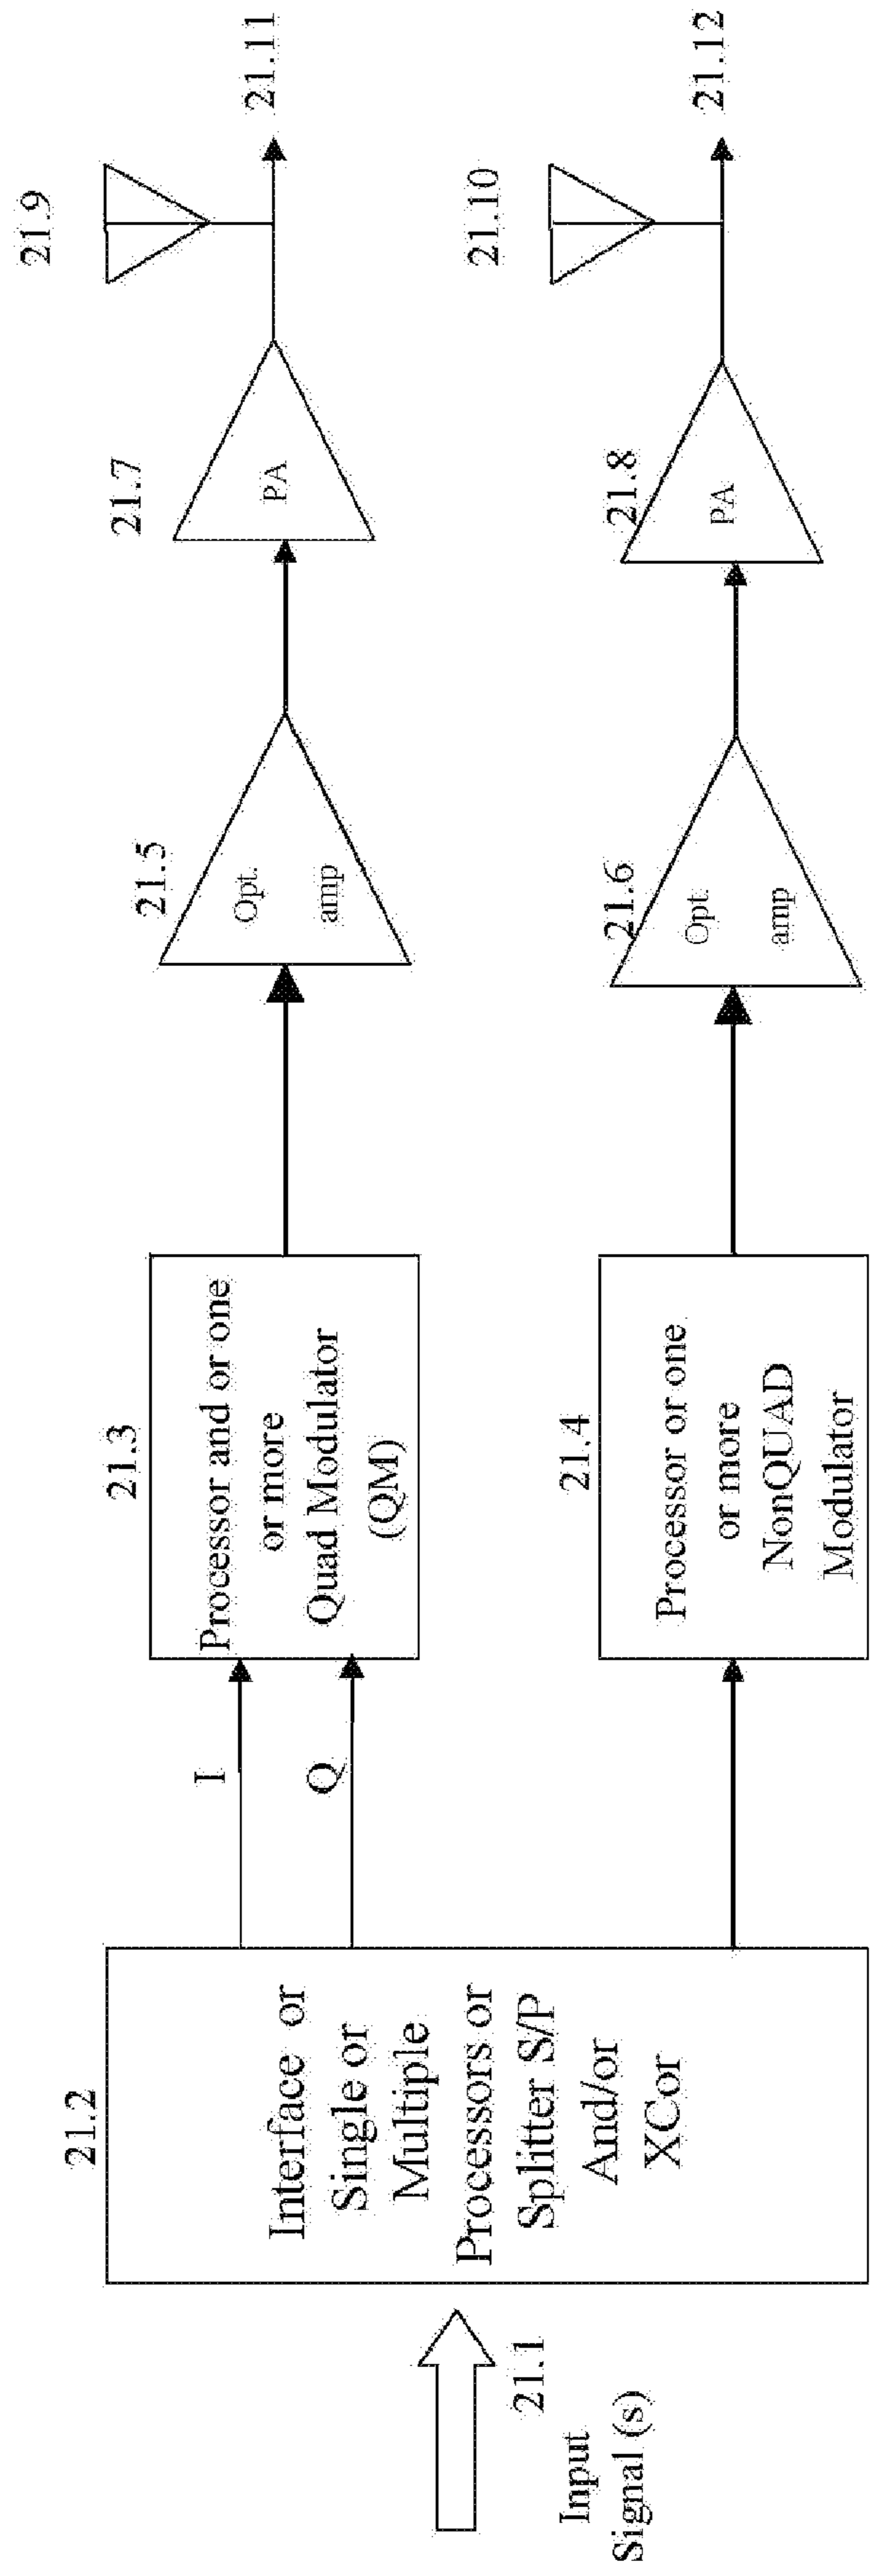 21.1
Input
Signal (s)
21.2
Interface or
Single or
Multiple
Processors or
Splitter S/P
And/or
XCor
I
Q
21.3
Processor and or one
or more
Quad Modulator
(QM)
21.4
Processor or one
or more
NonQUAD
Modulator
21.5
Opt.
amp
21.6
Opt.
amp
21.7
PA
21.8
PA
21.9
21.11
21.10
21.12